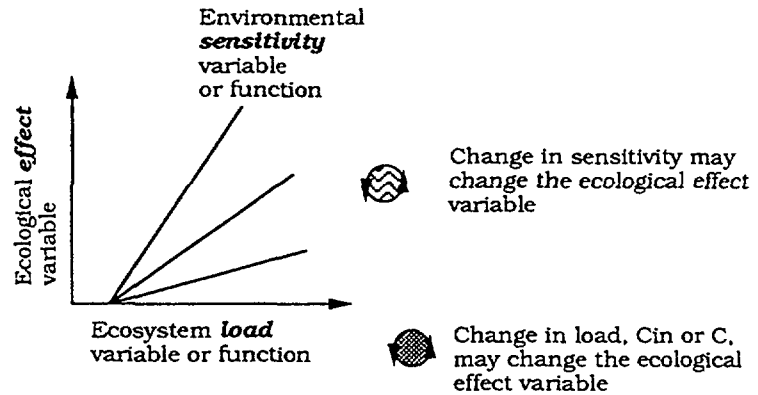 Environmental
sensitivity
variable
or function
Ecological effect
variable
Change in sensitivity may
change the ecological effect
variable
Ecosystem load
variable or function
Change in load, Cin or C,
may change the ecological
effect variable